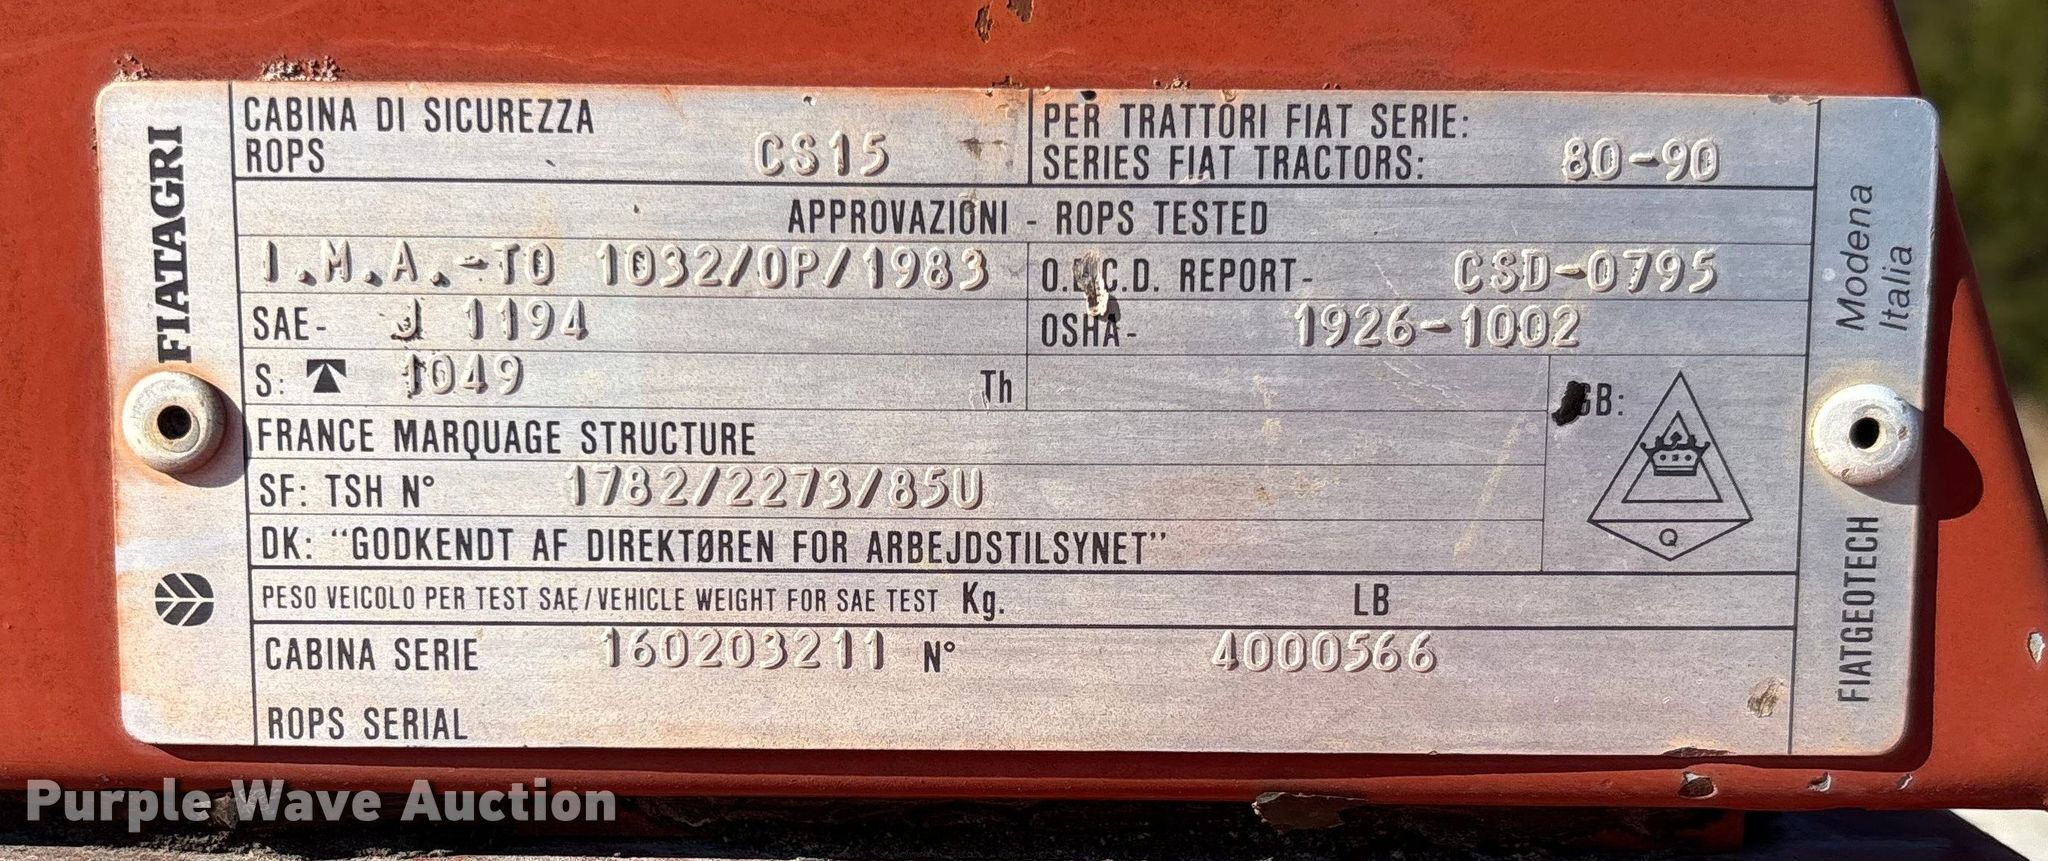 FIATAGRI
CABINA DI SICUREZZA
ROPS CS15
PER TRATTORI FIAT SERIE:
SERIES FIAT TRACTORS: 80-90
APPROVAZIONI - ROPS TESTED
I.M.A.-TO 1032/OP/1983
O.E.C.D. REPORT- CSD-0795
SAE- J 1194
OSHA- 1926-1002
S: 1049 Th
GB:
Q
FRANCE MARQUAGE STRUCTURE
SF: TSH N° 1782/2273/85U
DK: "GODKENDT AF DIREKTØREN FOR ARBEJDSTILSYNET"
PESO VEICOLO PER TEST SAE/VEHICLE WEIGHT FOR SAE TEST Kg. LB
CABINA SERIE 160203211 N° 4000566
ROPS SERIAL
Modena
Italia
FIATGEOTECH
Purple Wave Auction